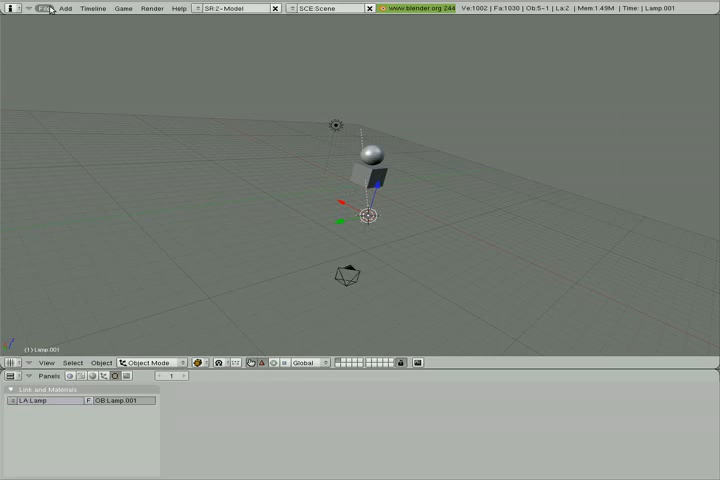 File Add Timeline Game Render Help SR:2-Model SCE:Scene www.blender.org 244 Ve:1002 | Fa:1030 | Ob:5-1 | La:2 | Mem:1.49M | Time: | Lamp.001
(1) Lamp.001
View Select Object Object Mode Global
Panels 1
Link and Materials
LA:Lamp F OB:Lamp.001